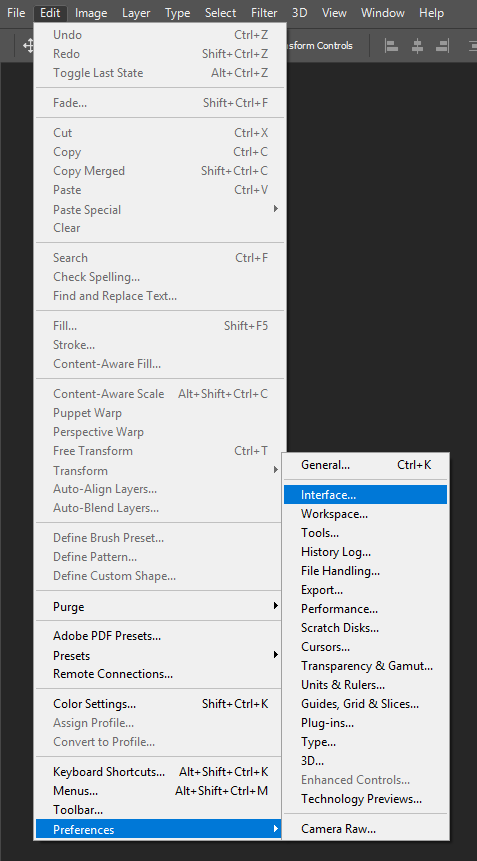 File Edit Image Layer Type Select Filter 3D View Window Help
nsform Controls
Undo Ctrl+Z
Redo Shift+Ctrl+Z
Toggle Last State Alt+Ctrl+Z
Fade... Shift+Ctrl+F
Cut Ctrl+X
Copy Ctrl+C
Copy Merged Shift+Ctrl+C
Paste Ctrl+V
Paste Special
Clear
Search Ctrl+F
Check Spelling...
Find and Replace Text...
Fill... Shift+F5
Stroke...
Content-Aware Fill...
Content-Aware Scale Alt+Shift+Ctrl+C
Puppet Warp
Perspective Warp
Free Transform Ctrl+T
Transform
Auto-Align Layers...
Auto-Blend Layers...
Define Brush Preset...
Define Pattern...
Define Custom Shape...
Purge
Adobe PDF Presets...
Presets
Remote Connections...
Color Settings... Shift+Ctrl+K
Assign Profile...
Convert to Profile...
Keyboard Shortcuts... Alt+Shift+Ctrl+K
Menus... Alt+Shift+Ctrl+M
Toolbar...
Preferences
General... Ctrl+K
Interface...
Workspace...
Tools...
History Log...
File Handling...
Export...
Performance...
Scratch Disks...
Cursors...
Transparency & Gamut...
Units & Rulers...
Guides, Grid & Slices...
Plug-ins...
Type...
3D...
Enhanced Controls...
Technology Previews...
Camera Raw...